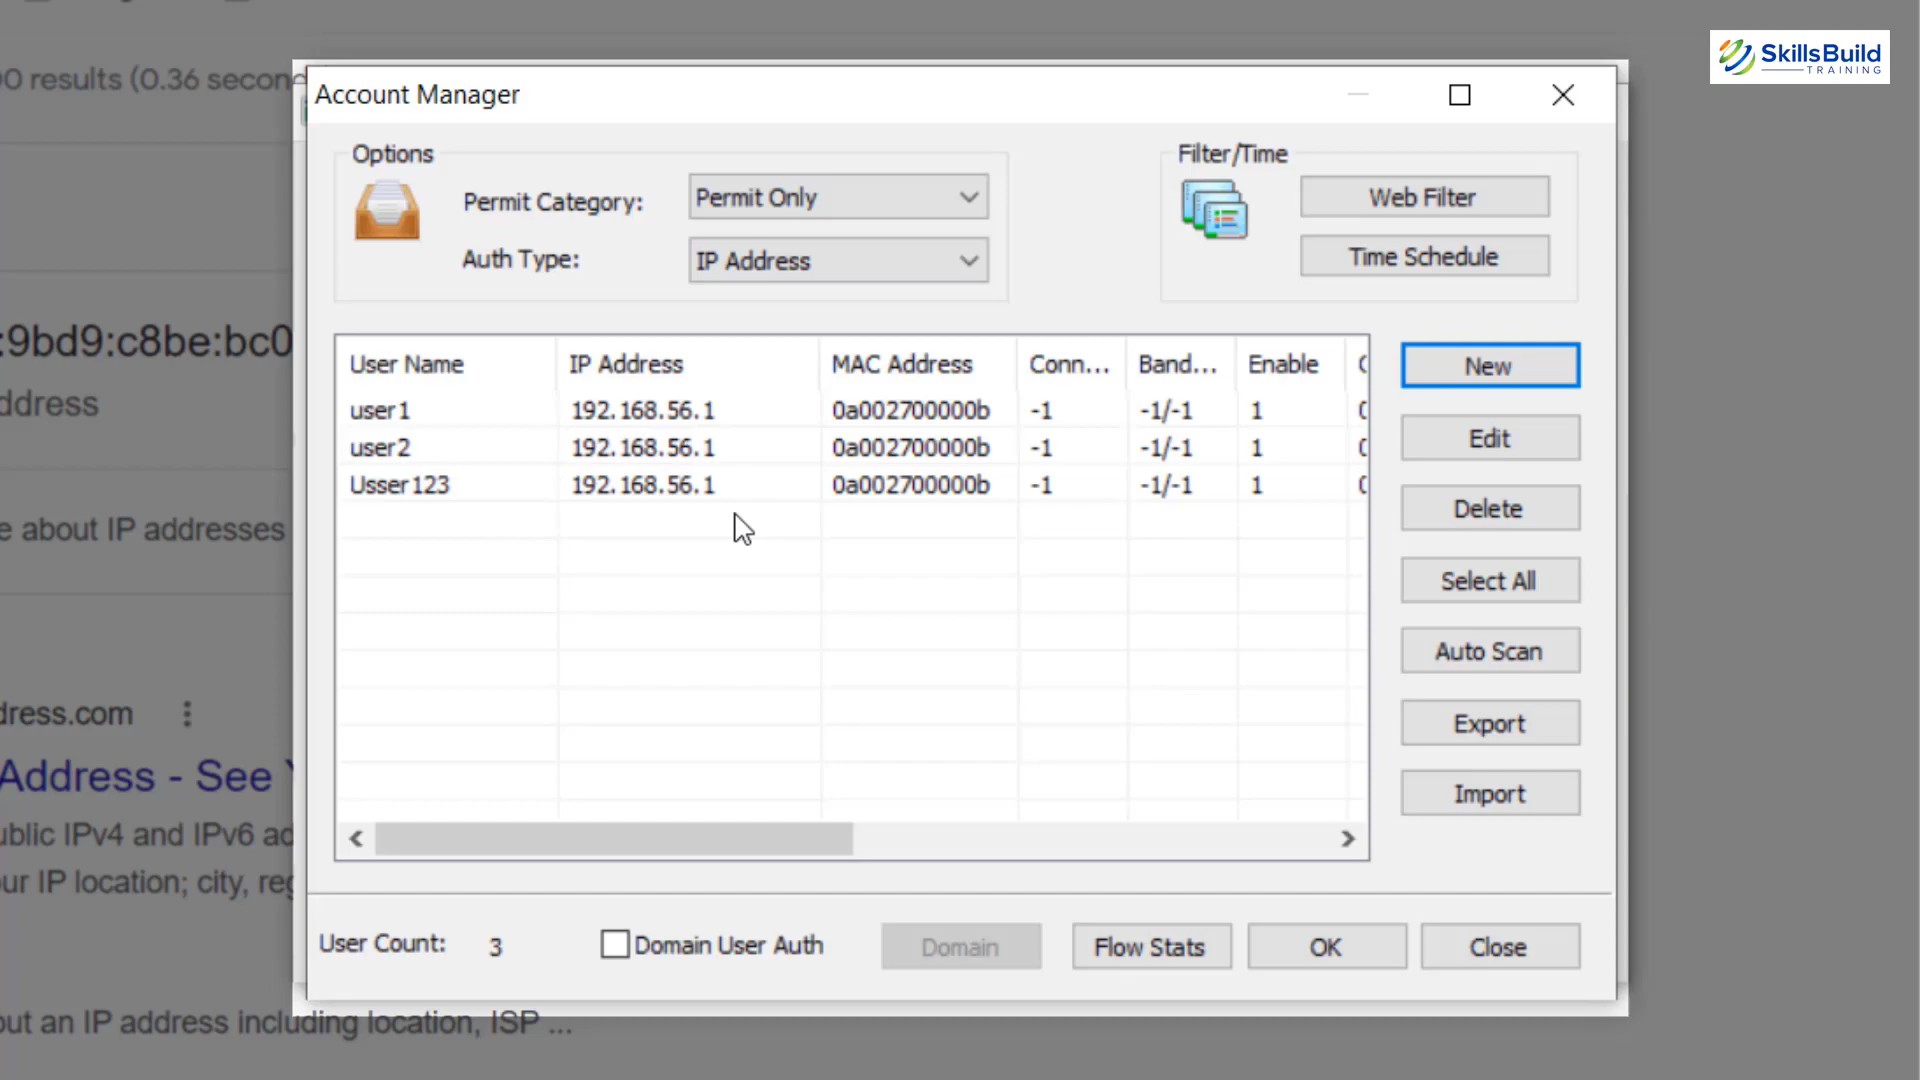 SkillsBuild
TRAINING
00 results (0.36 second
:9bd9:c8be:bc0
ddress
e about IP addresses
dress.com
Address - See
ublic IPv4 and IPv6 ad
ur IP location; city, reg
out an IP address including location, ISP ...
Account Manager
Options
Permit Category: Permit Only
Auth Type: IP Address
Filter/Time
Web Filter
Time Schedule
User Name IP Address MAC Address Conn... Band... Enable
user1 192.168.56.1 0a002700000b -1 -1/-1 1
user2 192.168.56.1 0a002700000b -1 -1/-1 1
Usser123 192.168.56.1 0a002700000b -1 -1/-1 1
New
Edit
Delete
Select All
Auto Scan
Export
Import
User Count: 3 Domain User Auth Domain Flow Stats OK Close